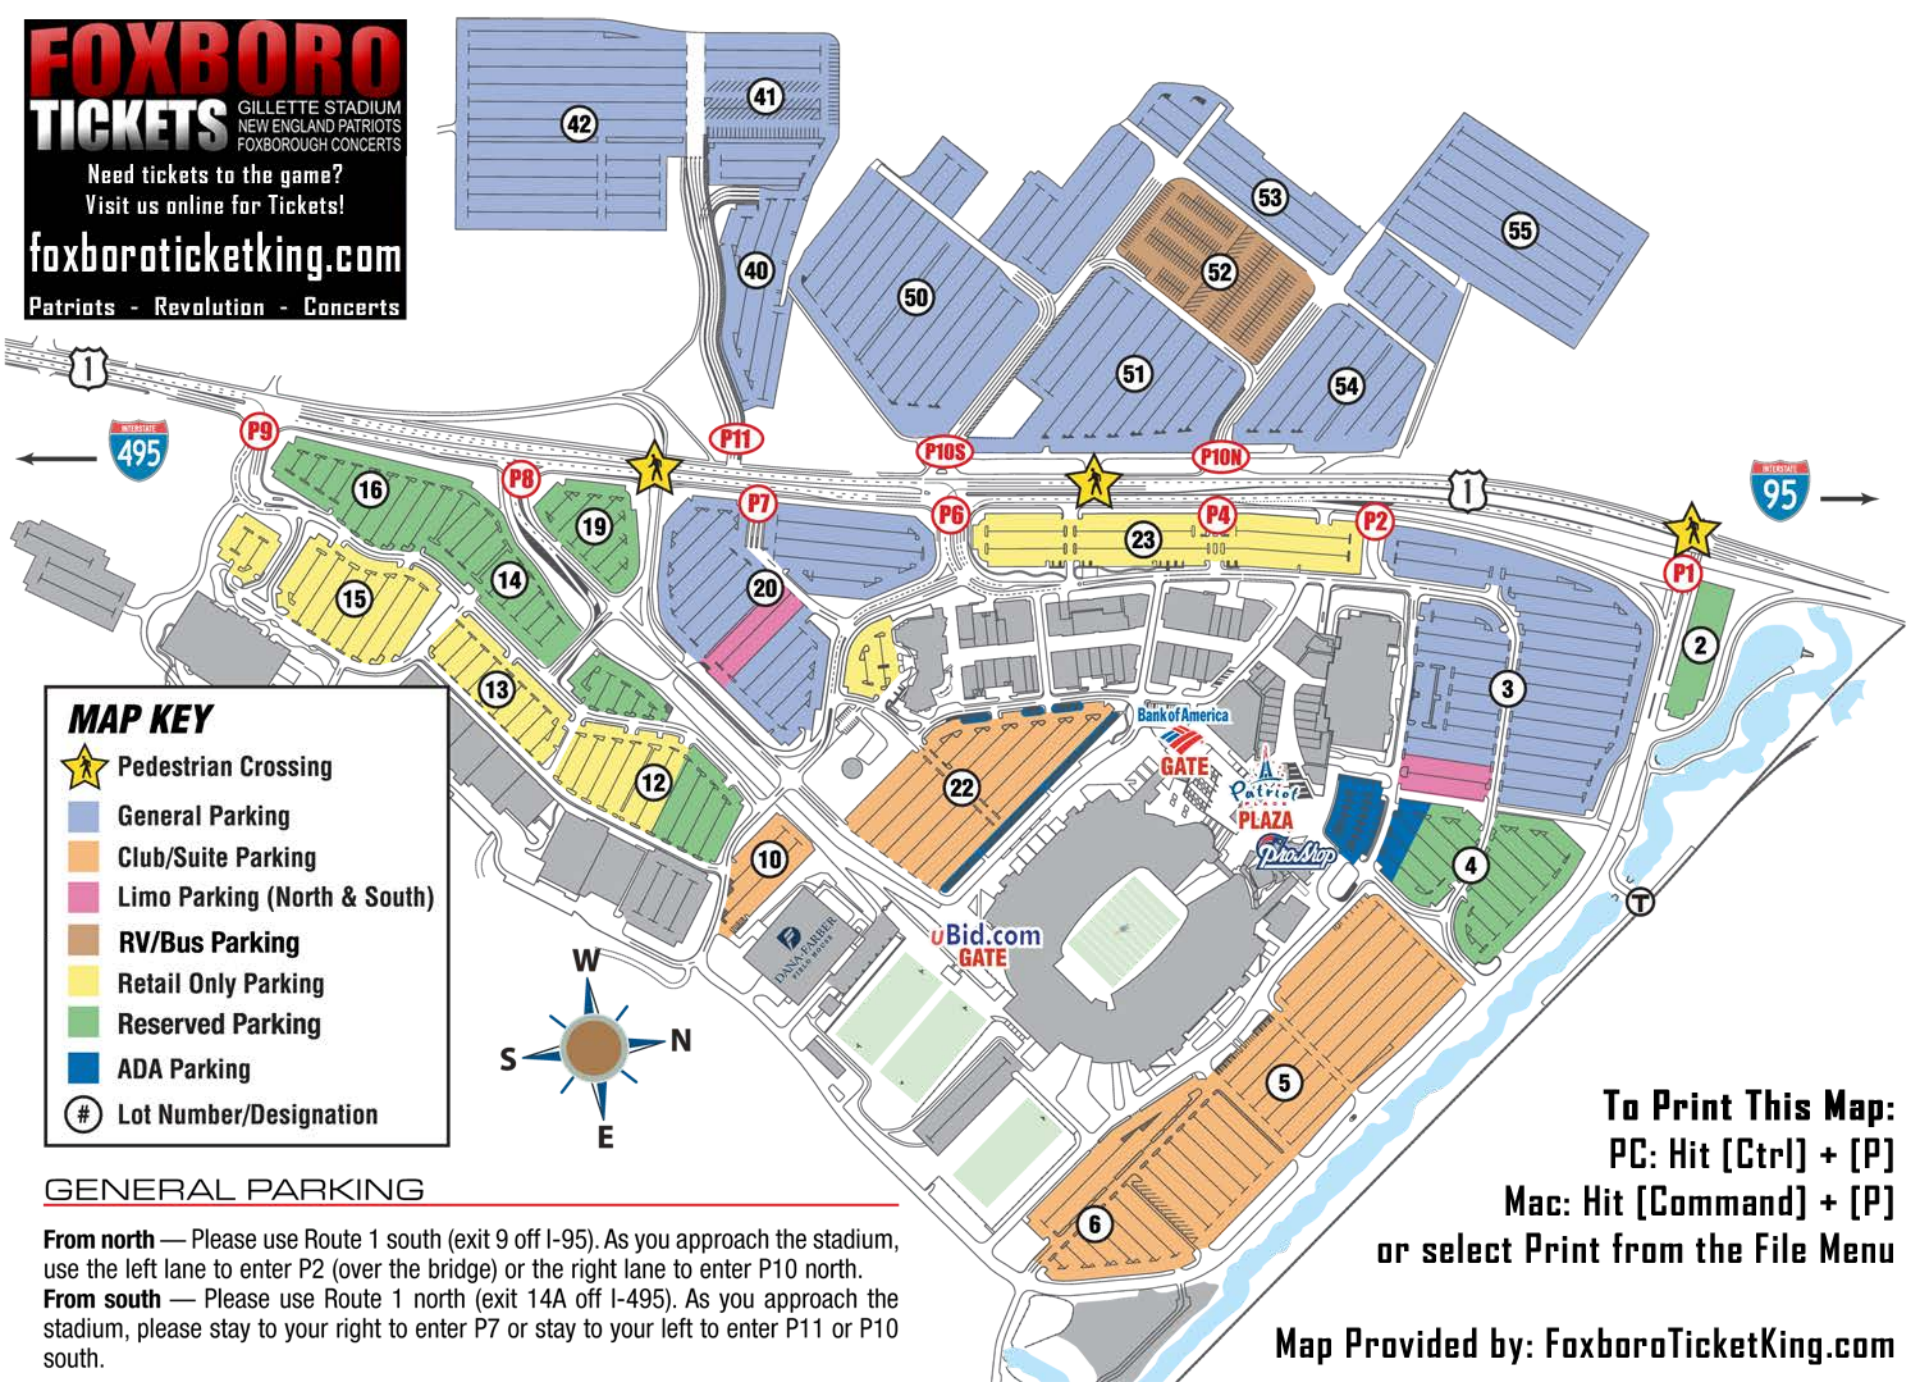 FOXBORO
TICKETS
GILLETTE STADIUM
NEW ENGLAND PATRIOTS
FOXBOROUGH CONCERTS
Need tickets to the game?
Visit us online for Tickets!
foxboroticketking.com
Patriots - Revolution - Concerts
42
41
40
50
53
52
55
51
54
1
INTERSTATE
495
P9
P8
P11
P10S
P10N
1
INTERSTATE
95
16
19
P7
P6
P4
P2
P1
23
14
15
20
2
13
3
12
22
10
4
5
6
BankofAmerica
GATE
Patriot
PLACE
PLAZA
ProShop
uBid.com
GATE
DANA-FARBER
FIELD HOUSE
T
MAP KEY
Pedestrian Crossing
General Parking
Club/Suite Parking
Limo Parking (North & South)
RV/Bus Parking
Retail Only Parking
Reserved Parking
ADA Parking
# Lot Number/Designation
W
N
S
E
GENERAL PARKING
From north — Please use Route 1 south (exit 9 off I-95). As you approach the stadium,
use the left lane to enter P2 (over the bridge) or the right lane to enter P10 north.
From south — Please use Route 1 north (exit 14A off I-495). As you approach the
stadium, please stay to your right to enter P7 or stay to your left to enter P11 or P10
south.
To Print This Map:
PC: Hit [Ctrl] + [P]
Mac: Hit [Command] + [P]
or select Print from the File Menu
Map Provided by: FoxboroTicketKing.com